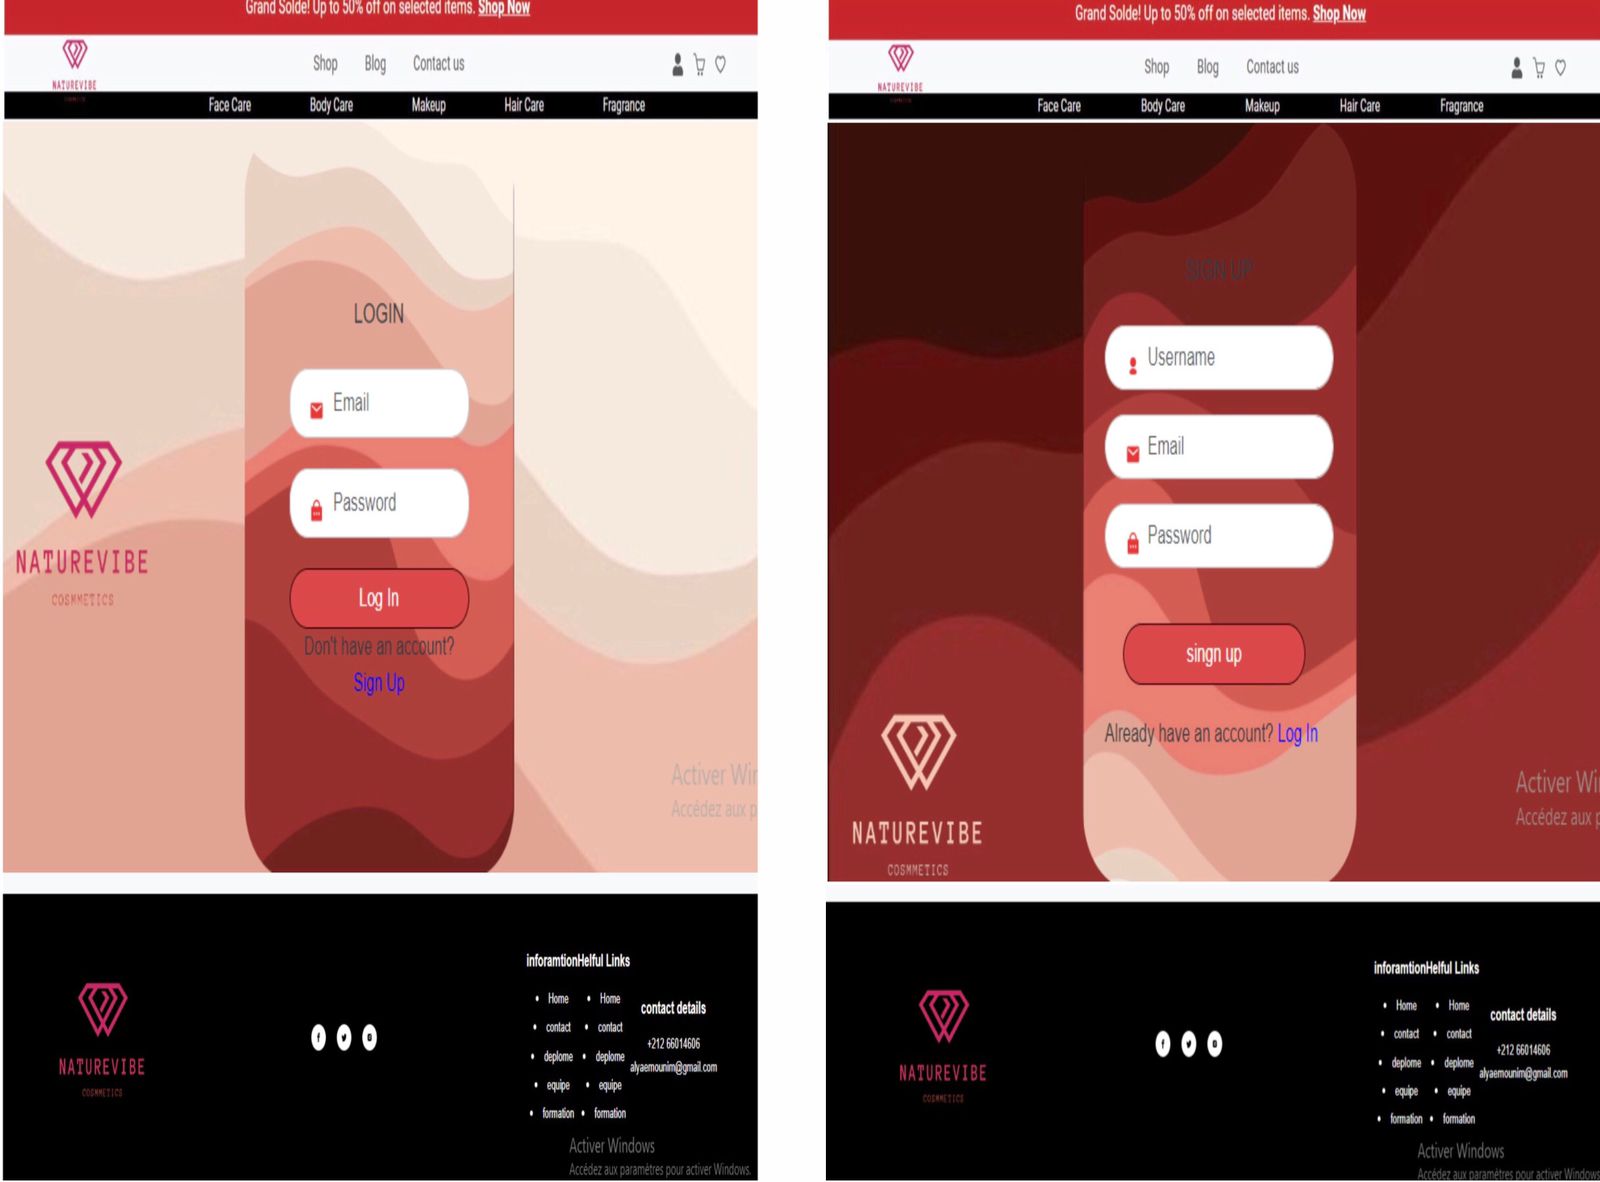 Grand Solde! Up to 50% off on selected items. Shop Now
NATUREVIBE
Shop Blog Contact us
Face Care Body Care Makeup Hair Care Fragrance
LOGIN
Email
Password
Log In
Don't have an account?
Sign Up
NATUREVIBE
COSMMETICS
Activer Win
Accédez aux p
inforamtionHelful Links
Home Home
contact contact
deplome deplome
equipe equipe
formation formation
contact details
+212 66014606
alyaemounim@gmail.com
NATUREVIBE
COSMMETICS
Activer Windows
Accédez aux paramètres pour activer Windows.
Grand Solde! Up to 50% off on selected items. Shop Now
NATUREVIBE
Shop Blog Contact us
Face Care Body Care Makeup Hair Care Fragrance
SIGN UP
Username
Email
Password
singn up
Already have an account? Log In
NATUREVIBE
COSMMETICS
Activer Wi
Accédez aux p
inforamtionHelful Links
Home Home
contact contact
deplome deplome
equipe equipe
formation formation
contact details
+212 66014606
alyaemounim@gmail.com
NATUREVIBE
COSMMETICS
Activer Windows
Accédez aux paramètres pour activer Windows